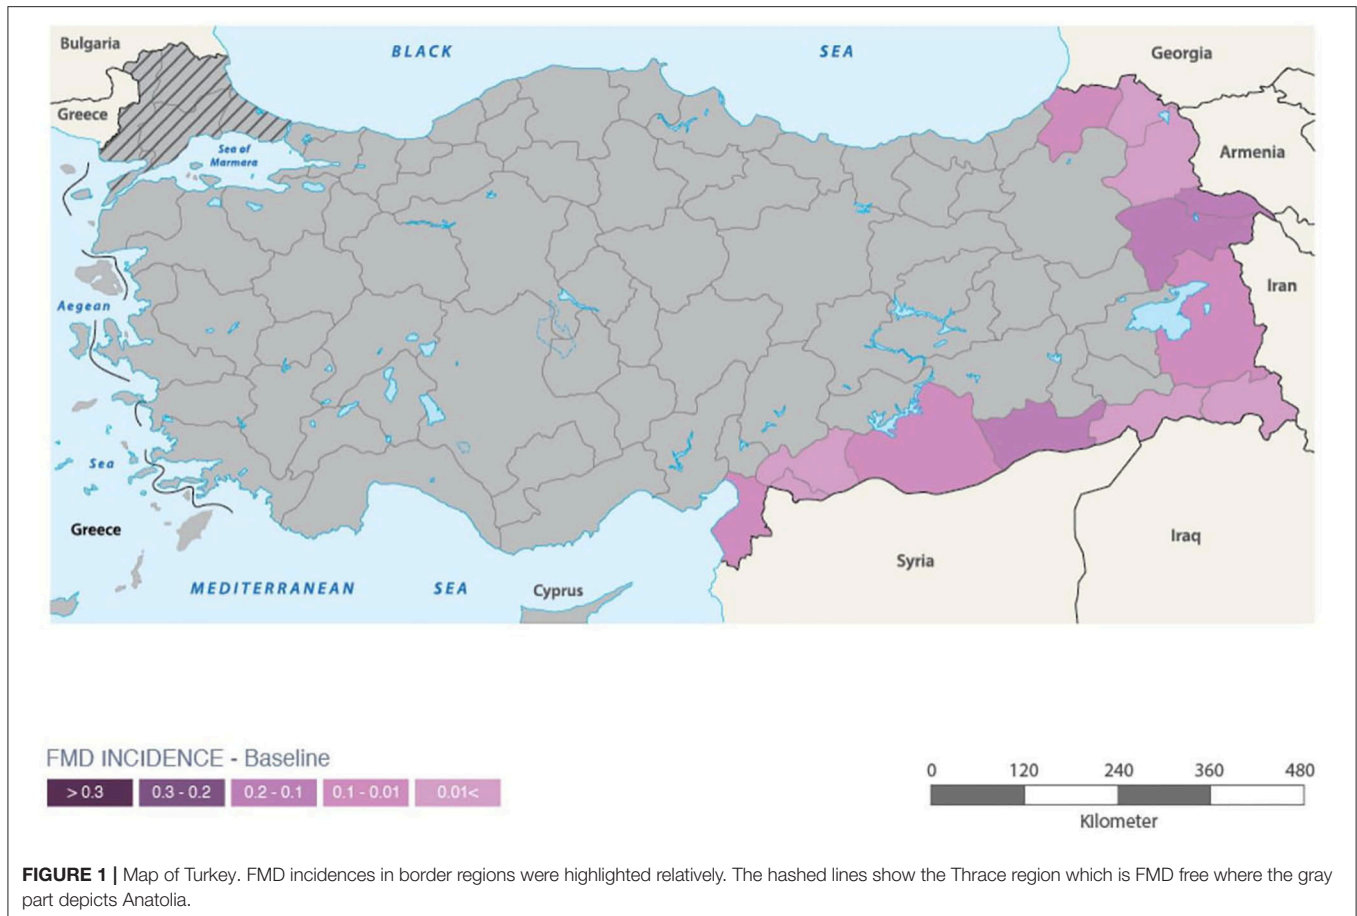 Bulgaria
BLACK SEA
Georgia
Greece
Sea of
Marmara
Armenia
Iran
Aegean
Sea
Greece
Iraq
Syria
MEDITERRANEAN SEA
Cyprus
FMD INCIDENCE - Baseline
> 0.3 0.3 - 0.2 0.2 - 0.1 0.1 - 0.01 0.01<
0 120 240 360 480
Kilometer
FIGURE 1 | Map of Turkey. FMD incidences in border regions were highlighted relatively. The hashed lines show the Thrace region which is FMD free where the gray
part depicts Anatolia.